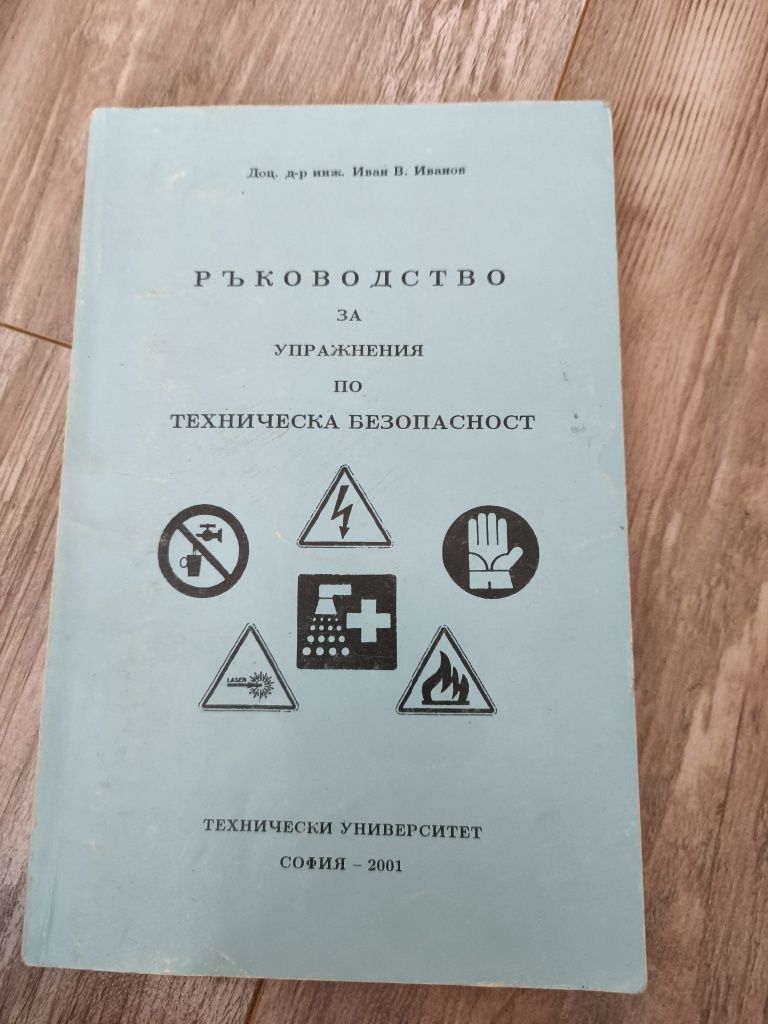 Доц. д-р инж. Иван В. Иванов
РЪКОВОДСТВО
ЗА
УПРАЖНЕНИЯ
ПО
ТЕХНИЧЕСКА БЕЗОПАСНОСТ
LASER
ТЕХНИЧЕСКИ УНИВЕРСИТЕТ
СОФИЯ – 2001